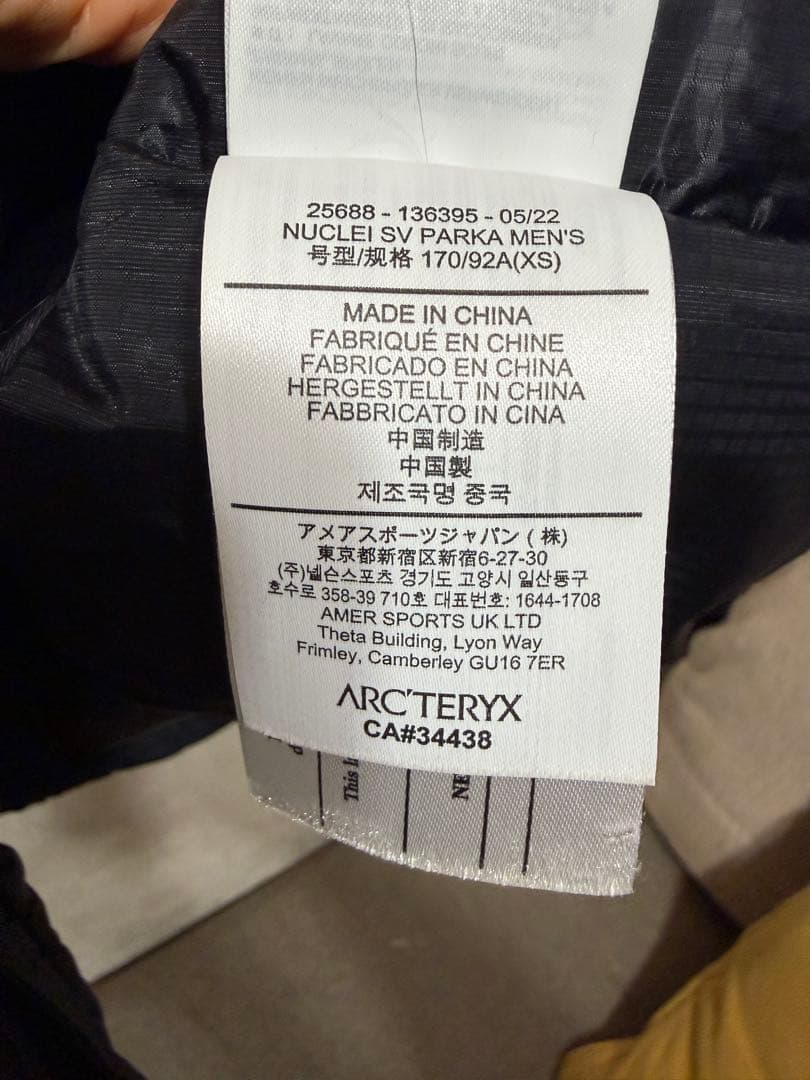 25688 - 136395 - 05/22
NUCLEI SV PARKA MEN'S
号型/规格 170/92A(XS)
MADE IN CHINA
FABRIQUÉ EN CHINE
FABRICADO EN CHINA
HERGESTELLT IN CHINA
FABBRICATO IN CINA
中国制造
中国製
제조국명 중국
アメアスポーツジャパン (株)
東京都新宿区新宿6-27-30
(주)넬슨스포츠 경기도 고양시 일산동구
호수로 358-39 710호 대표번호: 1644-1708
AMER SPORTS UK LTD
Theta Building, Lyon Way
Frimley, Camberley GU16 7ER
ARC'TERYX
CA#34438
This
NE